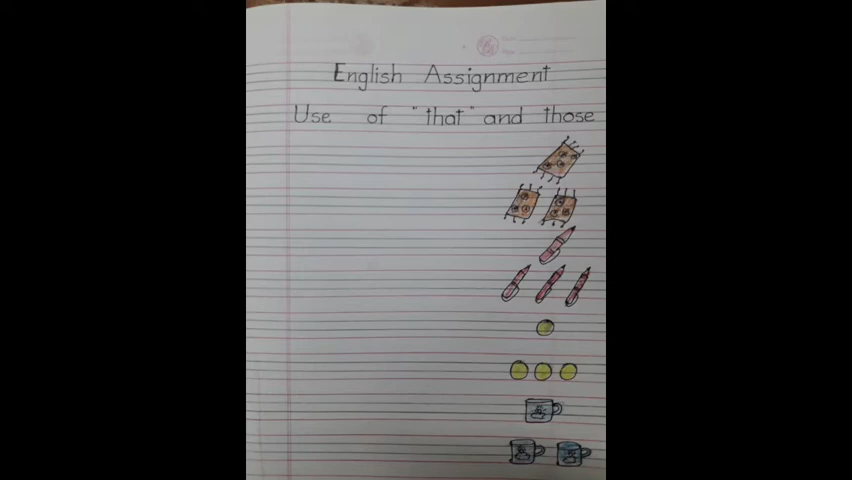 English Assignment
Use of "that" and those